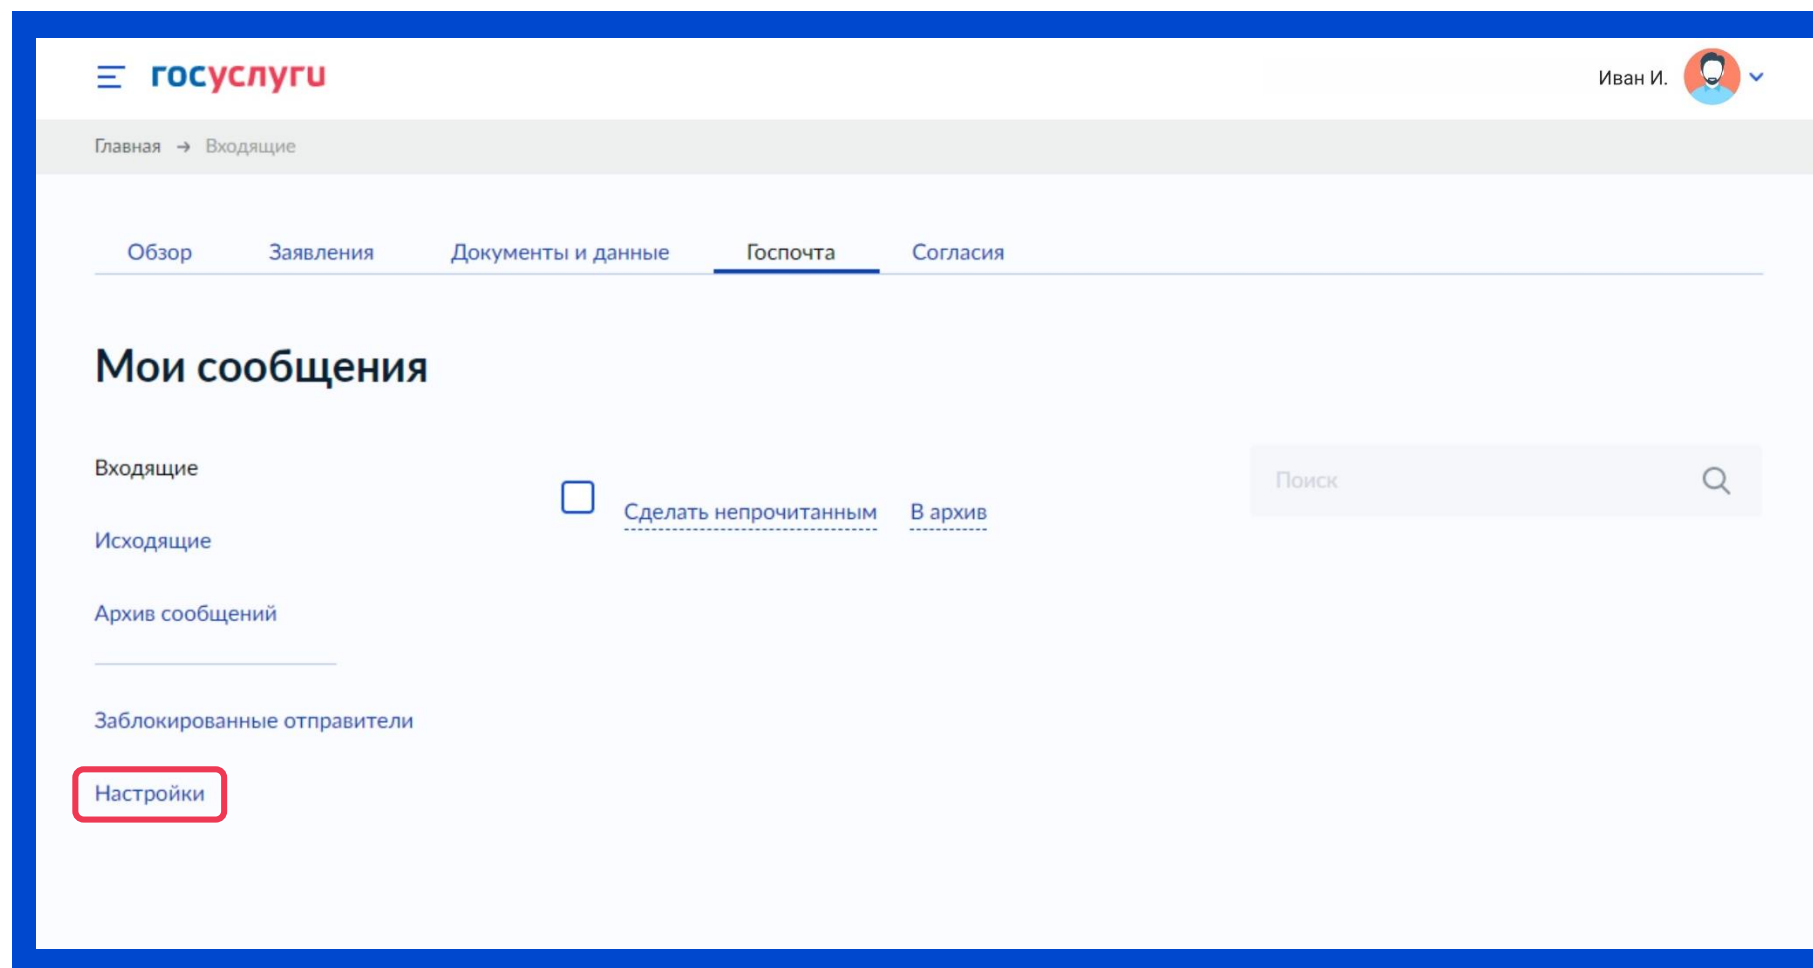 госуслуги
Иван И.
Главная → Входящие
Обзор Заявления Документы и данные Госпочта Согласия
Мои сообщения
Входящие
Поиск
Сделать непрочитанным В архив
Исходящие
Архив сообщений
Заблокированные отправители
Настройки